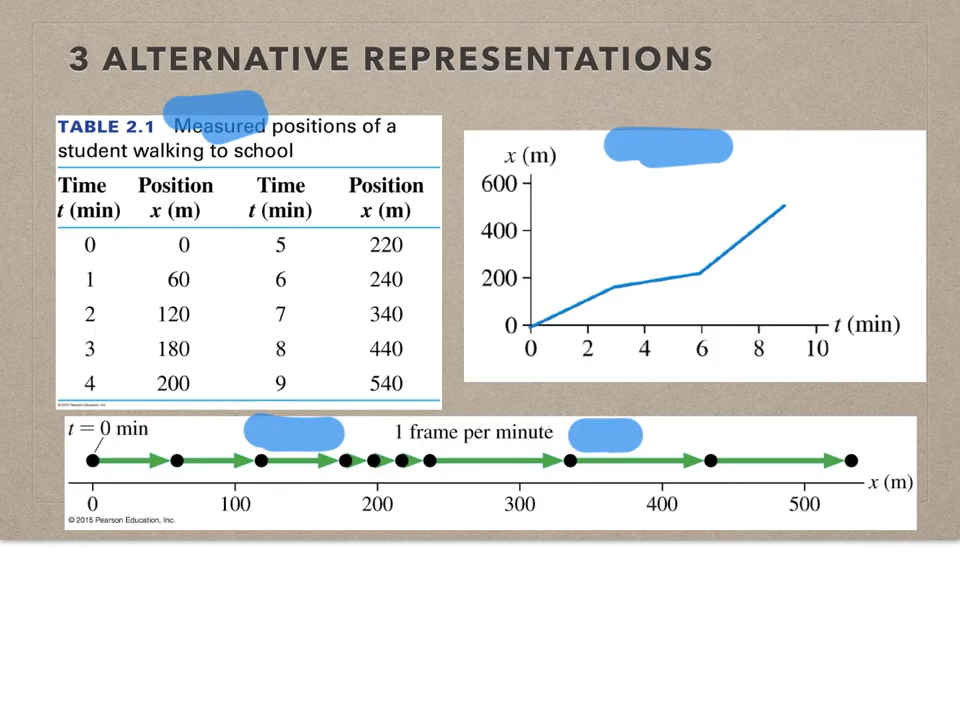 3 ALTERNATIVE REPRESENTATIONS
TABLE 2.1 Measured positions of a
student walking to school
Time Position Time Position
t (min) x (m) t (min) x (m)
0 0 5 220
1 60 6 240
2 120 7 340
3 180 8 440
4 200 9 540
© 2015 Pearson Education, Inc.
x (m)
600
400
200
0
t (min)
0 2 4 6 8 10
t = 0 min
1 frame per minute
x (m)
0 100 200 300 400 500
© 2015 Pearson Education, Inc.